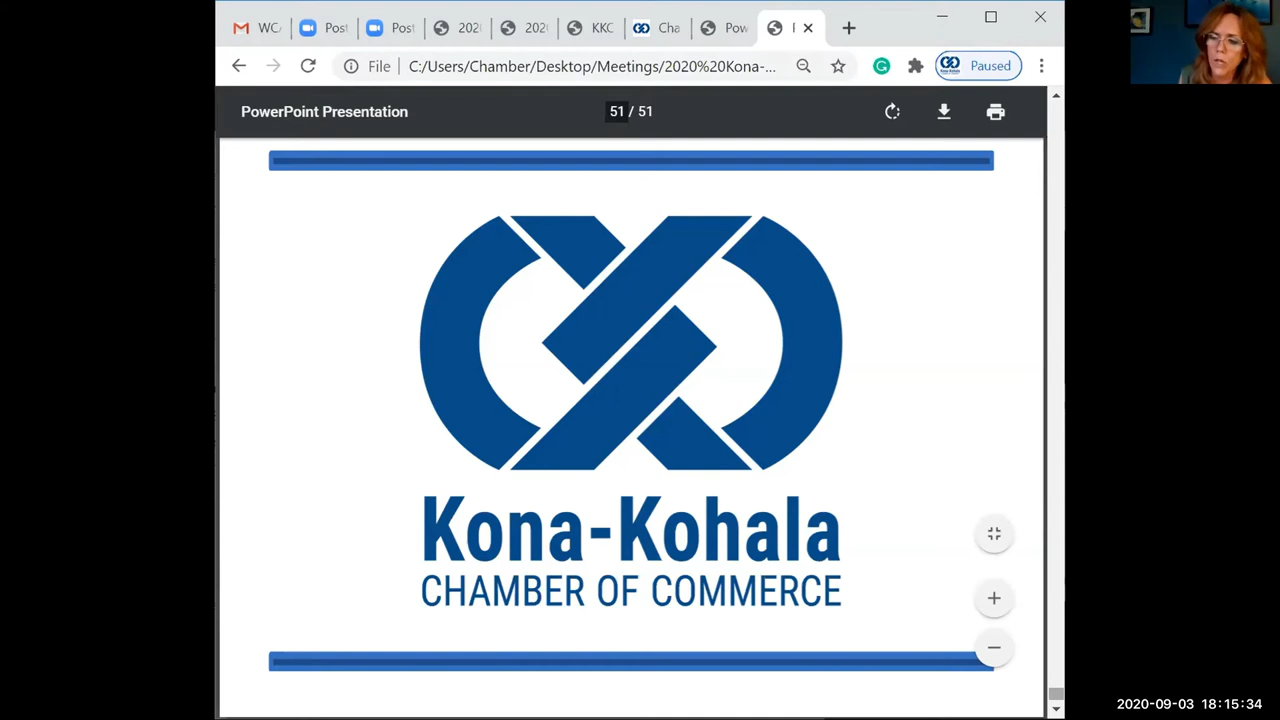 WC
Post
Post
202
202
KKC
Cha
Pow
File
C:/Users/Chamber/Desktop/Meetings/2020%20Kona-...
Paused
PowerPoint Presentation
51 / 51
Kona-Kohala
CHAMBER OF COMMERCE
2020-09-03 18:15:34